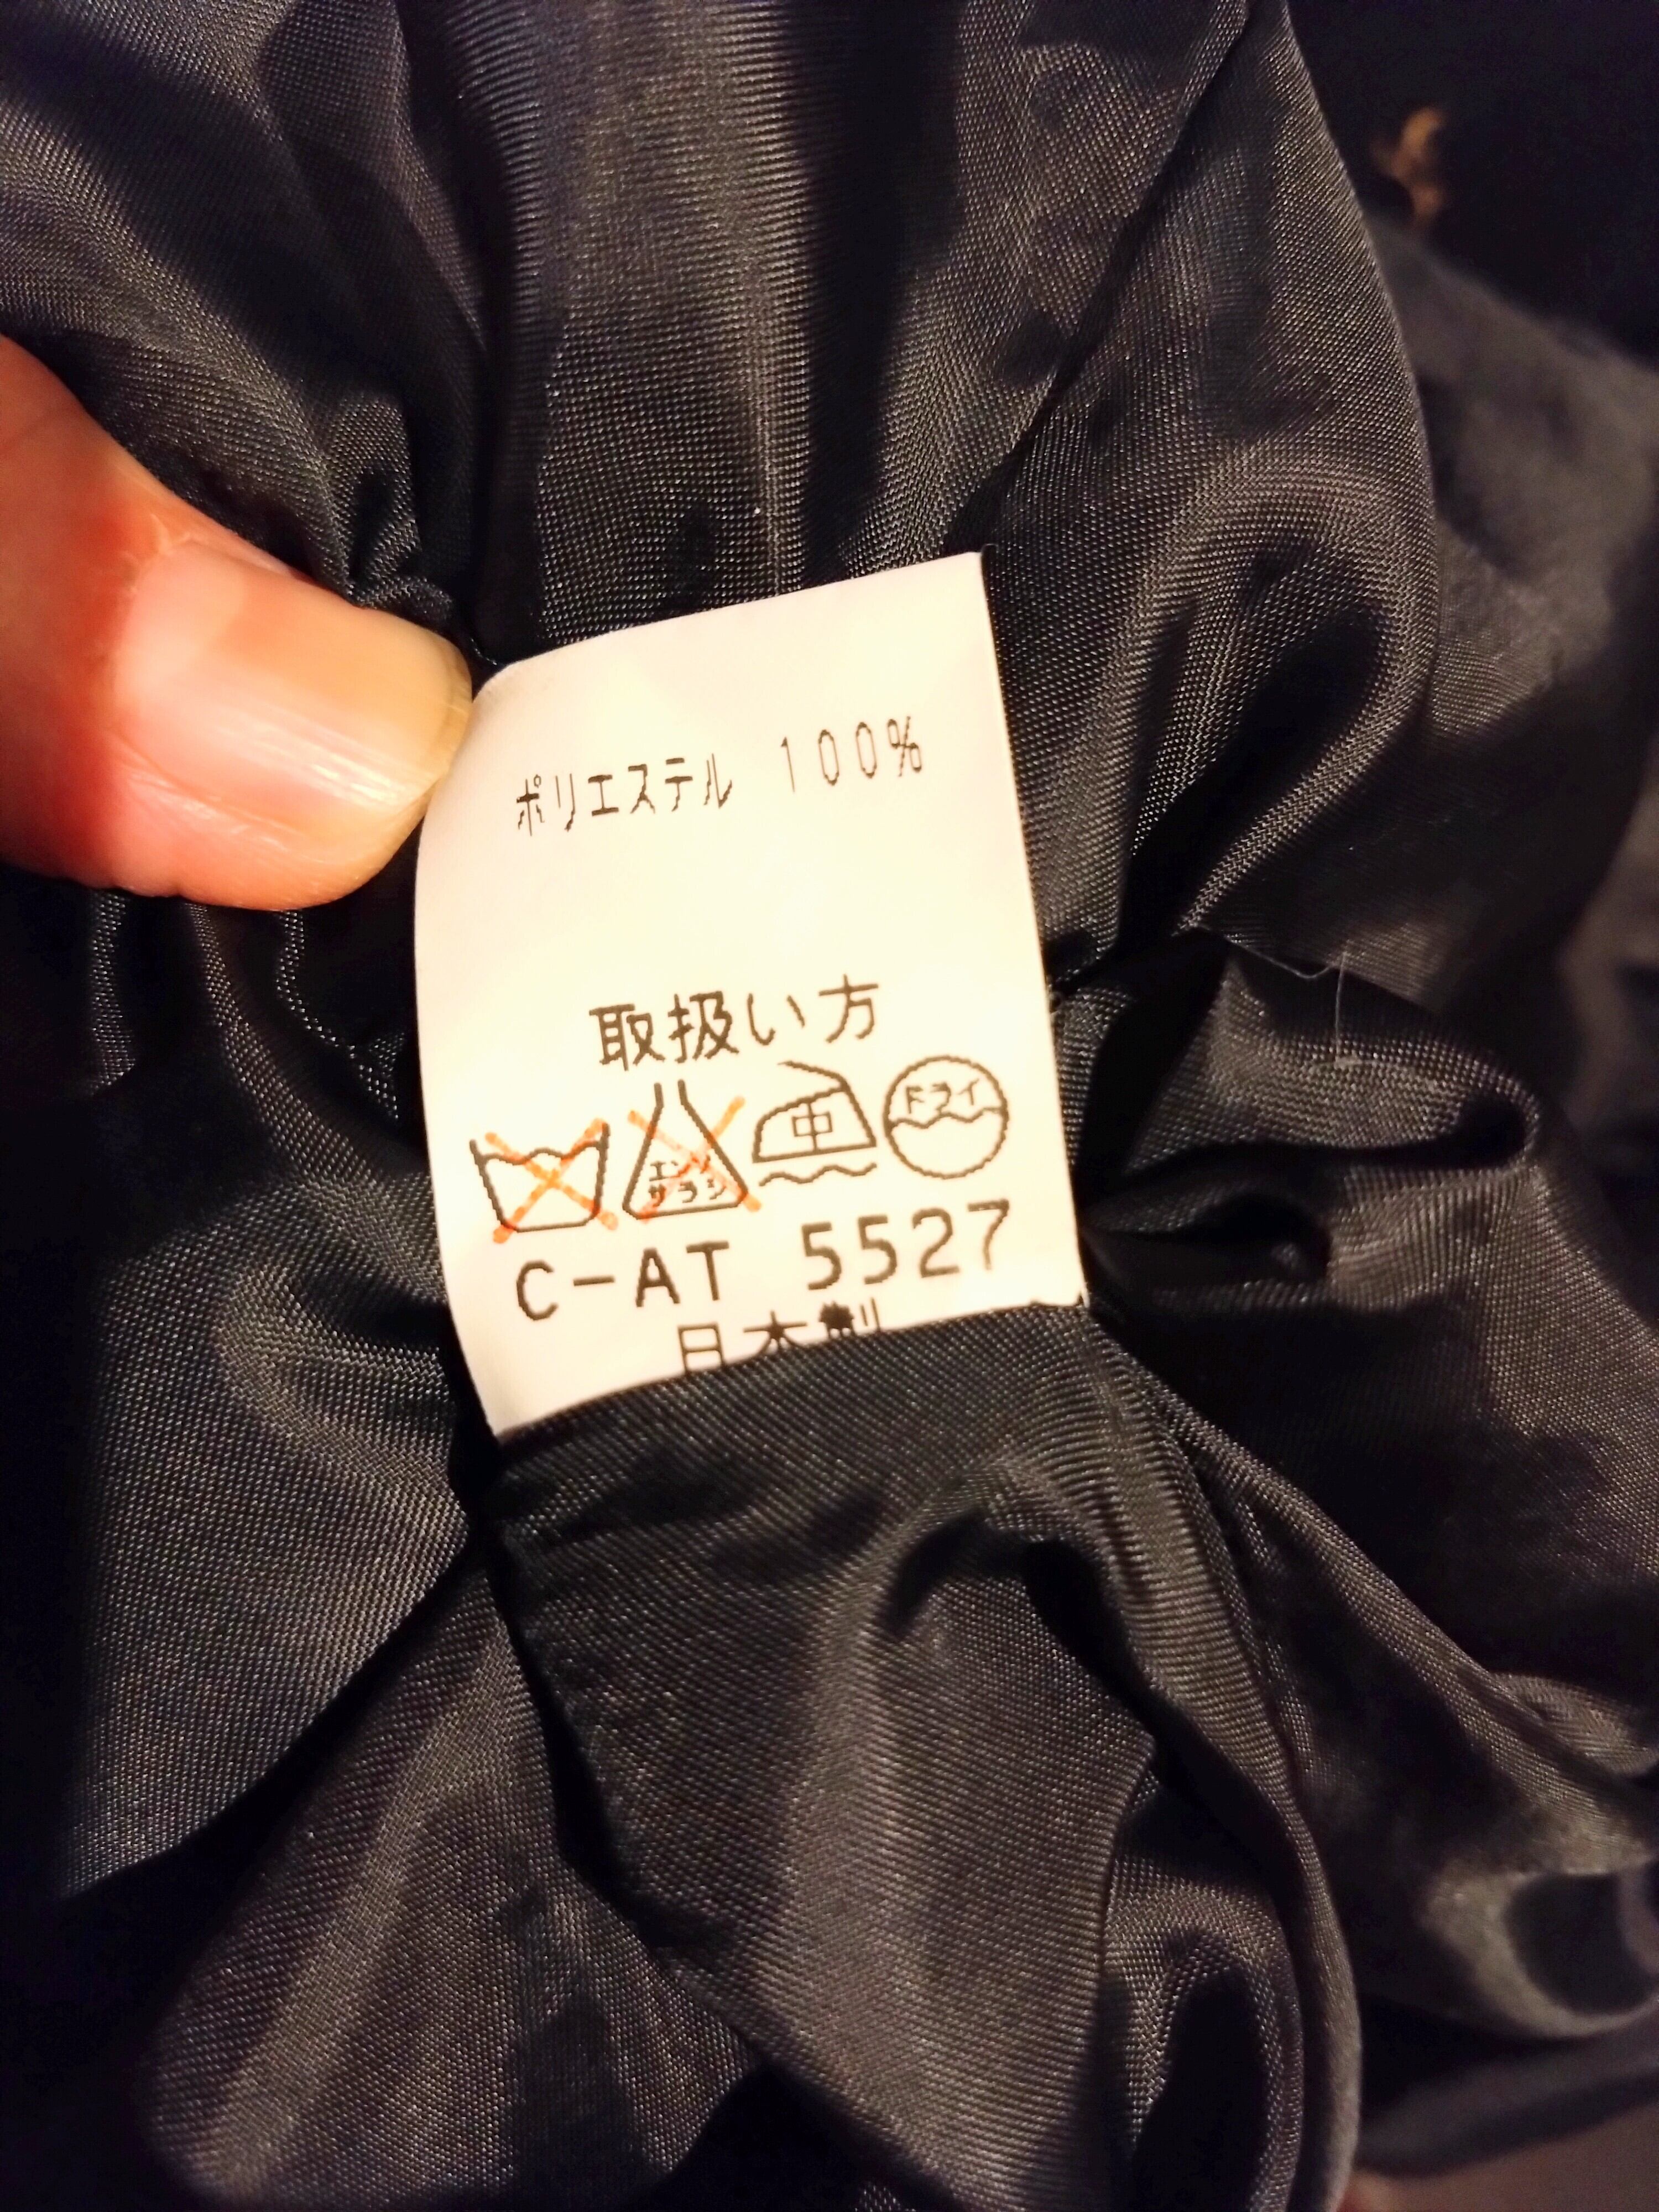 ポリエステル 100%
取扱い方
エンソ 中 ドライ
サラシ
C-AT 5527
日本製